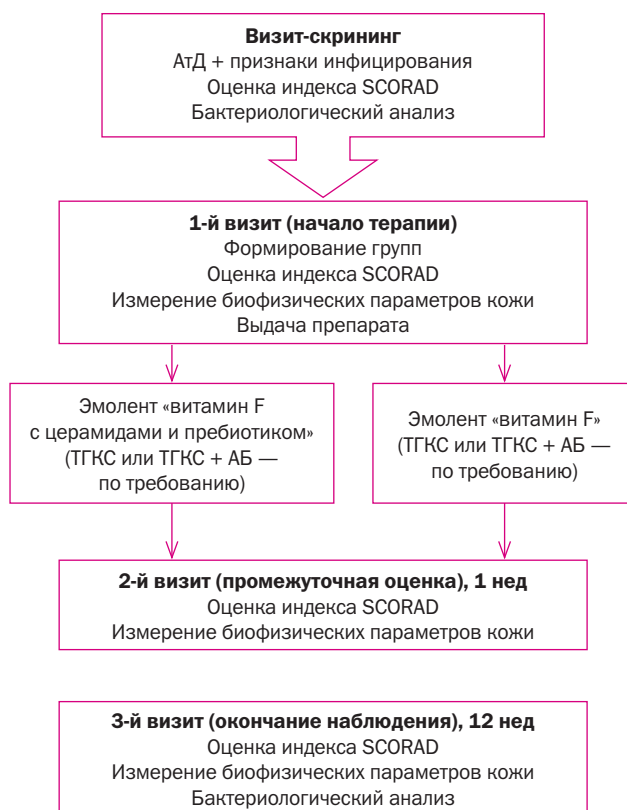 Визит-скрининг
АтД + признаки инфицирования
Оценка индекса SCORAD
Бактериологический анализ
1-й визит (начало терапии)
Формирование групп
Оценка индекса SCORAD
Измерение биофизических параметров кожи
Выдача препарата
Эмолент «витамин F
с церамидами и пребиотиком»
(ТГКС или ТГКС + АБ —
по требованию)
Эмолент «витамин F»
(ТГКС или ТГКС + АБ —
по требованию)
2-й визит (промежуточная оценка), 1 нед
Оценка индекса SCORAD
Измерение биофизических параметров кожи
3-й визит (окончание наблюдения), 12 нед
Оценка индекса SCORAD
Измерение биофизических параметров кожи
Бактериологический анализ